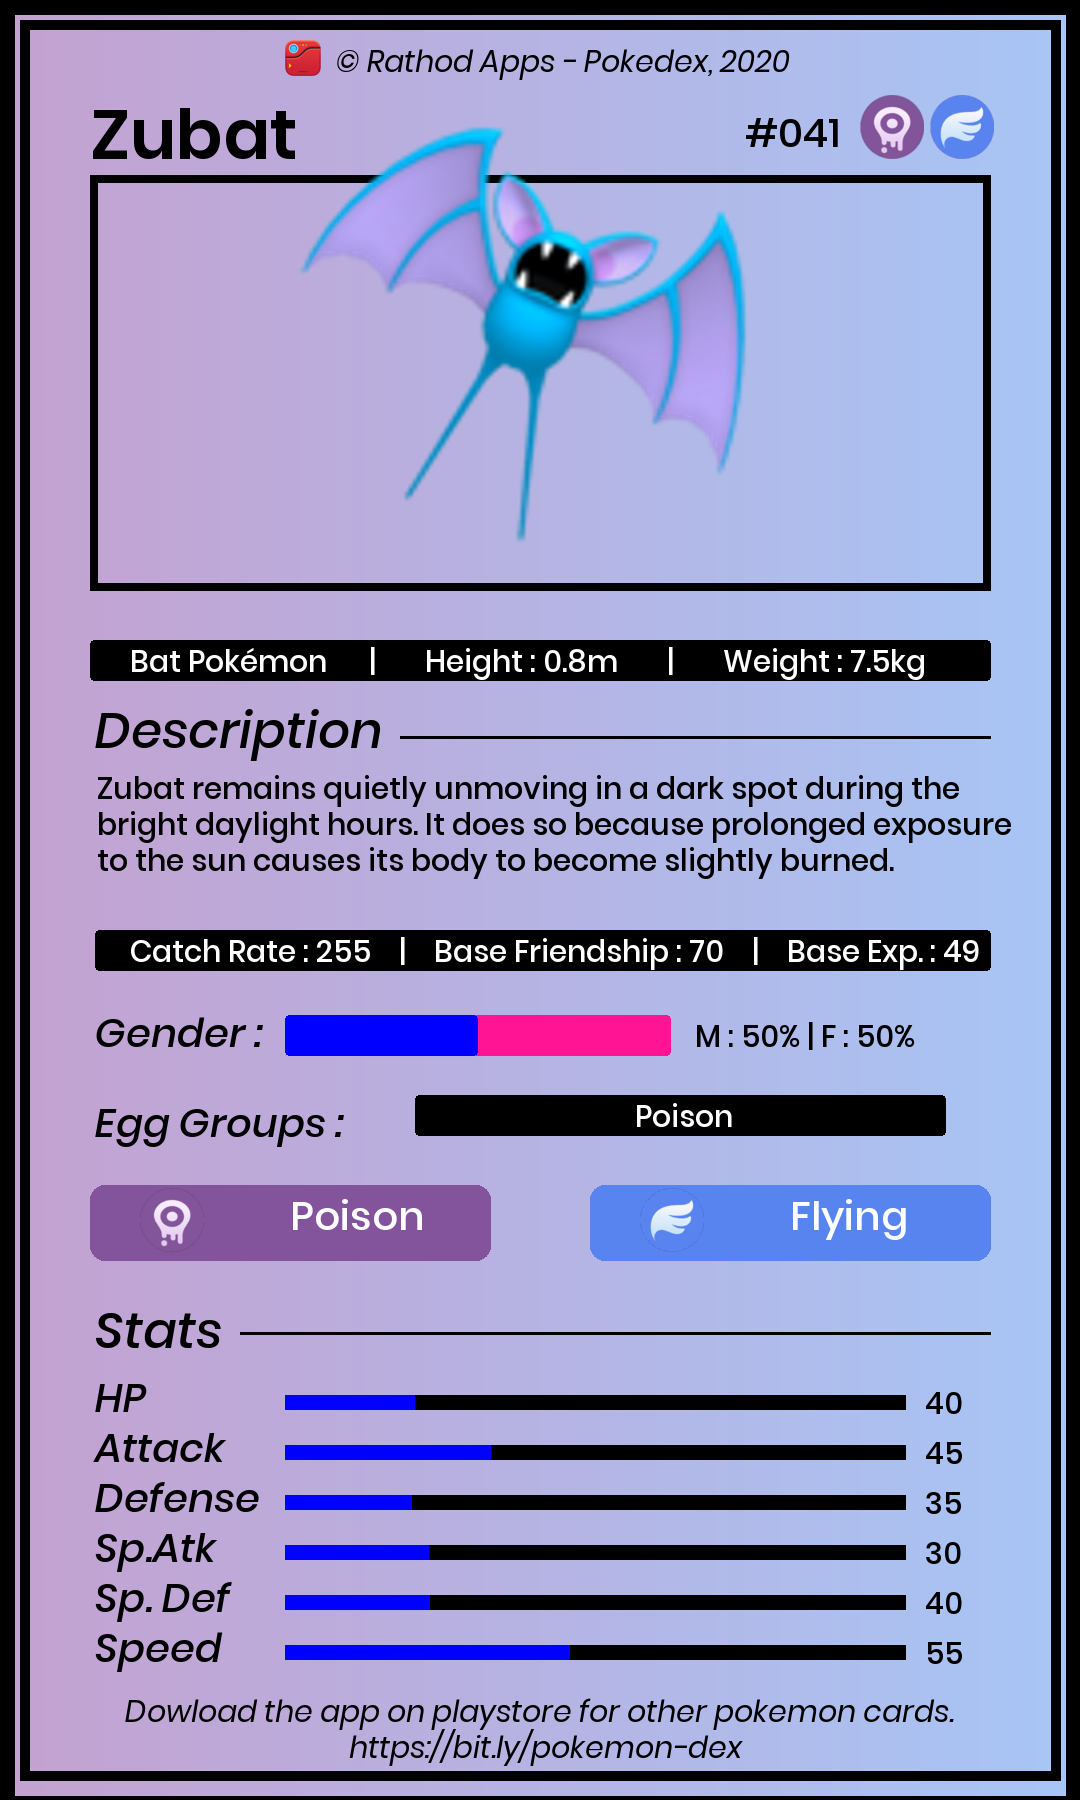 © Rathod Apps - Pokedex, 2020
Zubat
#041
Bat Pokémon | Height : 0.8m | Weight : 7.5kg
Description
Zubat remains quietly unmoving in a dark spot during the
bright daylight hours. It does so because prolonged exposure
to the sun causes its body to become slightly burned.
Catch Rate : 255 | Base Friendship : 70 | Base Exp. : 49
Gender : M : 50% | F : 50%
Egg Groups : Poison
Poison Flying
Stats
HP 40
Attack 45
Defense 35
Sp.Atk 30
Sp. Def 40
Speed 55
Dowload the app on playstore for other pokemon cards.
https://bit.ly/pokemon-dex